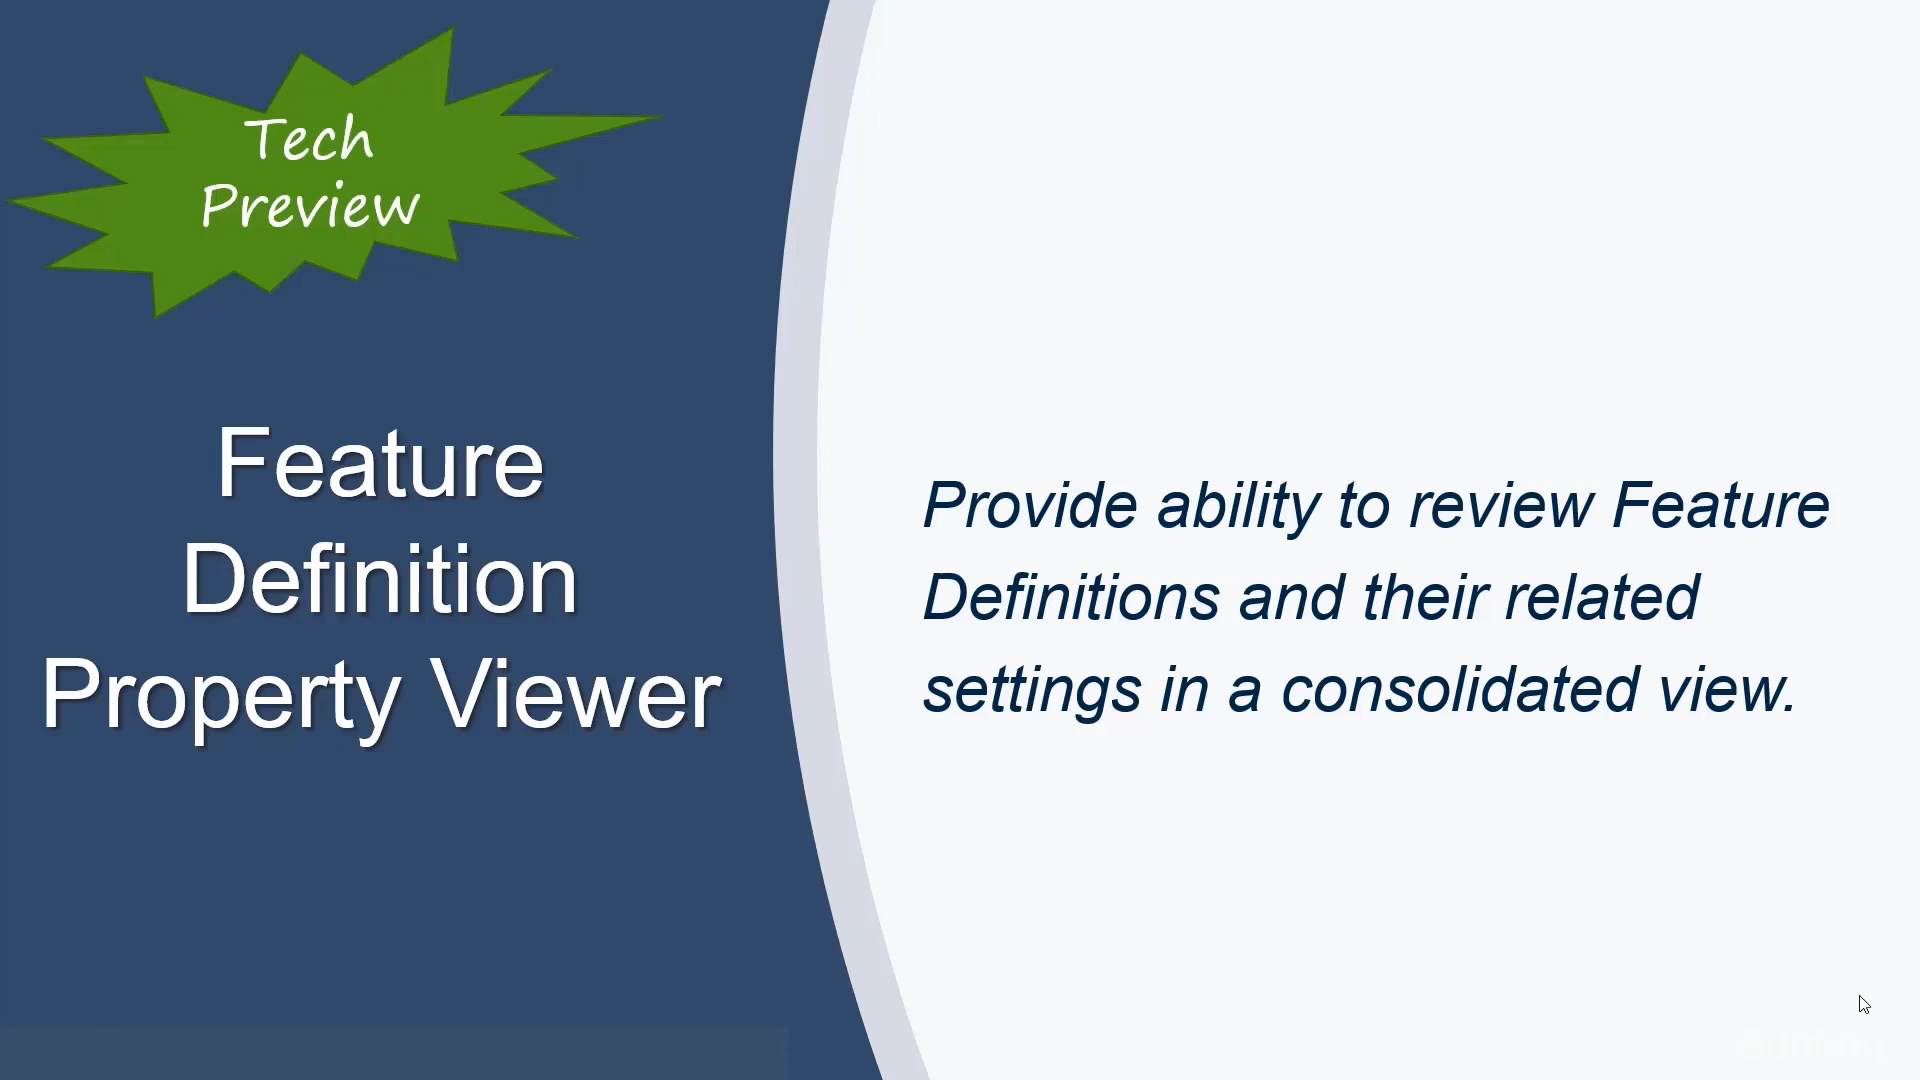 Tech
Preview
Feature
Definition
Property Viewer
Provide ability to review Feature
Definitions and their related
settings in a consolidated view.